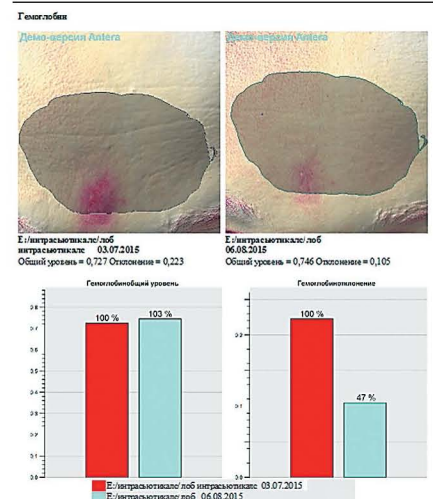 Гемоглобин
Демо-версия Antera
Демо-версия Antera
E:/интрасьютикалс/лоб
интрасьютикалс 03.07.2015
Общий уровень = 0,727 Отклонение = 0,223
E:/интрасьютикалс/лоб
06.08.2015
Общий уровень = 0,746 Отклонение = 0,105
Гемоглобинобщий уровень
100 %
103 %
Гемоглобинотклонение
100 %
47 %
E:/интрасьютикалс/лоб интрасьютикалс 03.07.2015
E:/интрасьютикалс/лоб 06.08.2015